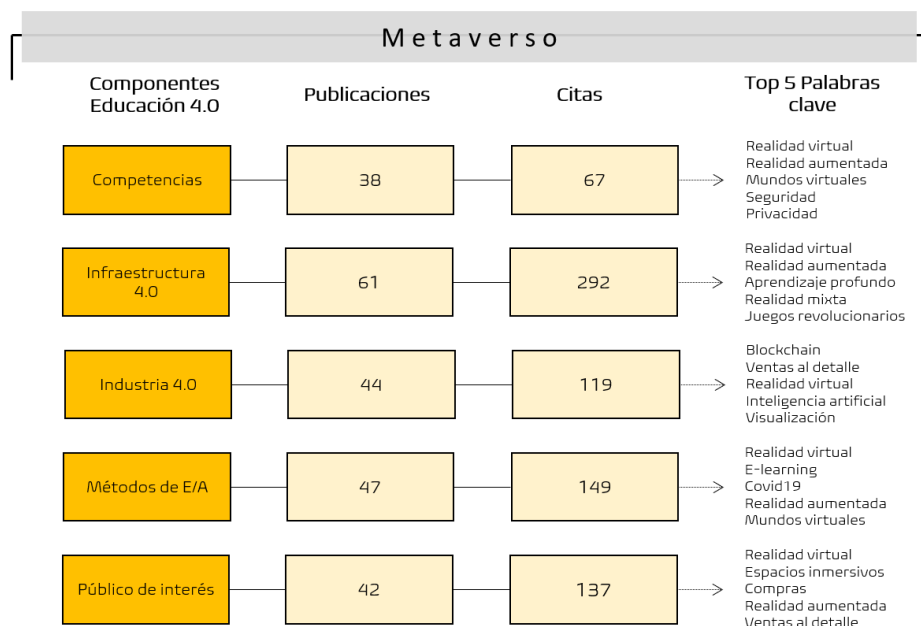 Metaverso
Componentes
Educación 4.0
Publicaciones
Citas
Top 5 Palabras
clave
Competencias
38
67
Realidad virtual
Realidad aumentada
Mundos virtuales
Seguridad
Privacidad
Infraestructura
4.0
61
292
Realidad virtual
Realidad aumentada
Aprendizaje profundo
Realidad mixta
Juegos revolucionarios
Industria 4.0
44
119
Blockchain
Ventas al detalle
Realidad virtual
Inteligencia artificial
Visualización
Métodos de E/A
47
149
Realidad virtual
E-learning
Covid19
Realidad aumentada
Mundos virtuales
Público de interés
42
137
Realidad virtual
Espacios inmersivos
Compras
Realidad aumentada
Ventas al detalle